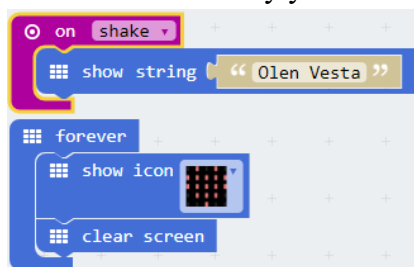 on shake
show string “ Olen Vesta ”
forever
show icon
clear screen